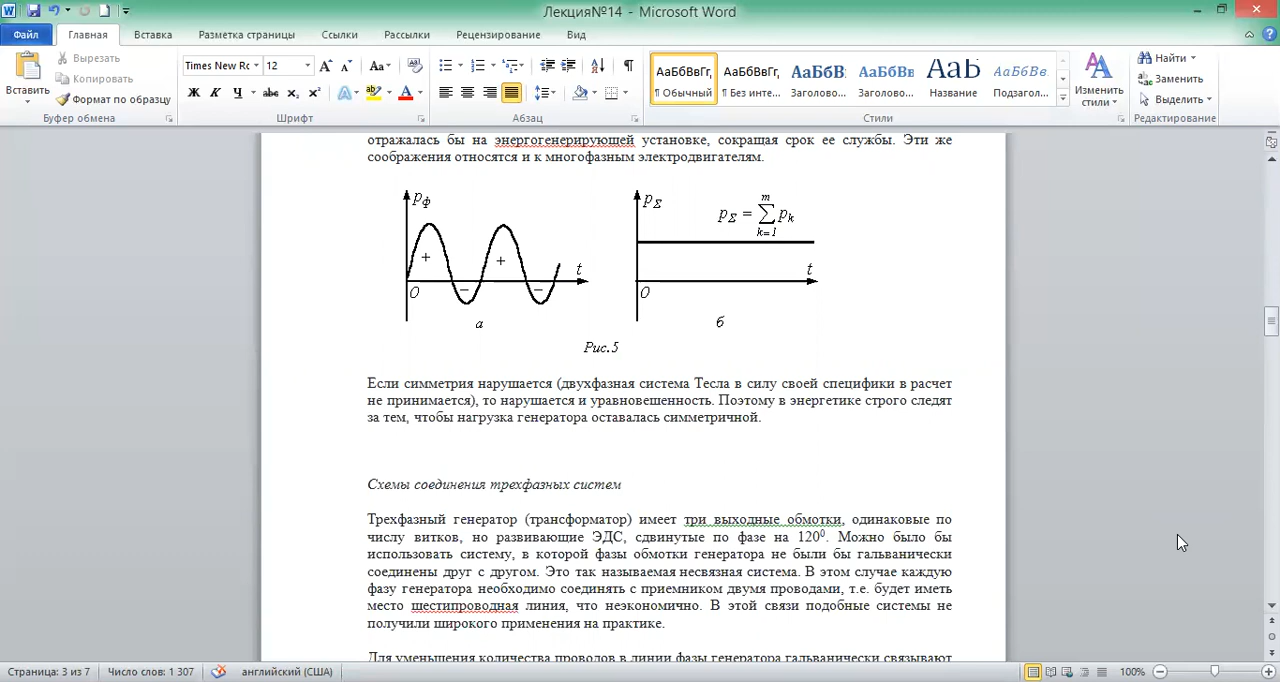 Лекция№14 - Microsoft Word
Файл Главная Вставка Разметка страницы Ссылки Рассылки Рецензирование Вид
Вставить
Вырезать
Копировать
Формат по образцу
Буфер обмена
Times New Rc 12
Ж К Ч abc x₂ x² A ab A
Шрифт
Абзац
АаБбВвГг, АаБбВвГг, АаБбВ: АаБбВв АаБ АаБбВв.
¶ Обычный ¶ Без инте... Заголово... Заголово... Название Подзагол...
Стили
Изменить
стили
Найти
Заменить
Выделить
Редактирование
отражалась бы на энергогенерирующей установке, сокращая срок ее службы. Эти же
соображения относятся и к многофазным электродвигателям.
pф + + − − t O а
pΣ pΣ = m Σ k=1 pk t O б
Рис.5
Если симметрия нарушается (двухфазная система Тесла в силу своей специфики в расчет
не принимается), то нарушается и уравновешенность. Поэтому в энергетике строго следят
за тем, чтобы нагрузка генератора оставалась симметричной.
Схемы соединения трехфазных систем
Трехфазный генератор (трансформатор) имеет три выходные обмотки, одинаковые по
числу витков, но развивающие ЭДС, сдвинутые по фазе на 120⁰. Можно было бы
использовать систему, в которой фазы обмотки генератора не были бы гальванически
соединены друг с другом. Это так называемая несвязная система. В этом случае каждую
фазу генератора необходимо соединять с приемником двумя проводами, т.е. будет иметь
место шестипроводная линия, что неэкономично. В этой связи подобные системы не
получили широкого применения на практике.
Для уменьшения количества проводов в линии фазы генератора гальванически связывают
Страница: 3 из 7 Число слов: 1 307 английский (США) 100%